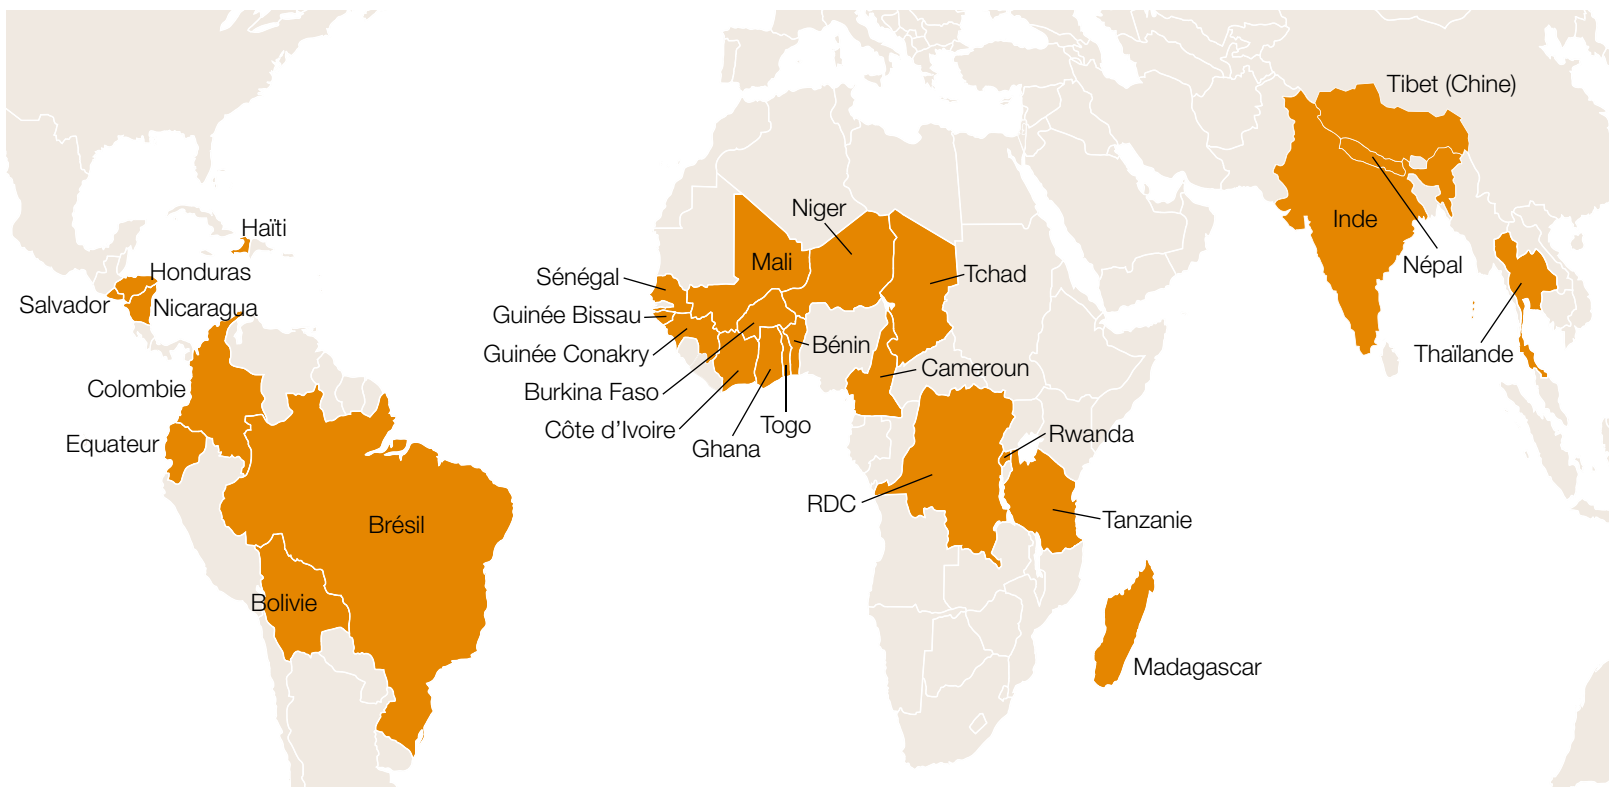 Haïti
Honduras
Salvador
Nicaragua
Colombie
Equateur
Brésil
Bolivie
Niger
Mali
Sénégal
Tchad
Guinée Bissau
Guinée Conakry
Bénin
Cameroun
Burkina Faso
Côte d’Ivoire
Togo
Ghana
Rwanda
RDC
Tanzanie
Madagascar
Tibet (Chine)
Inde
Népal
Thaïlande